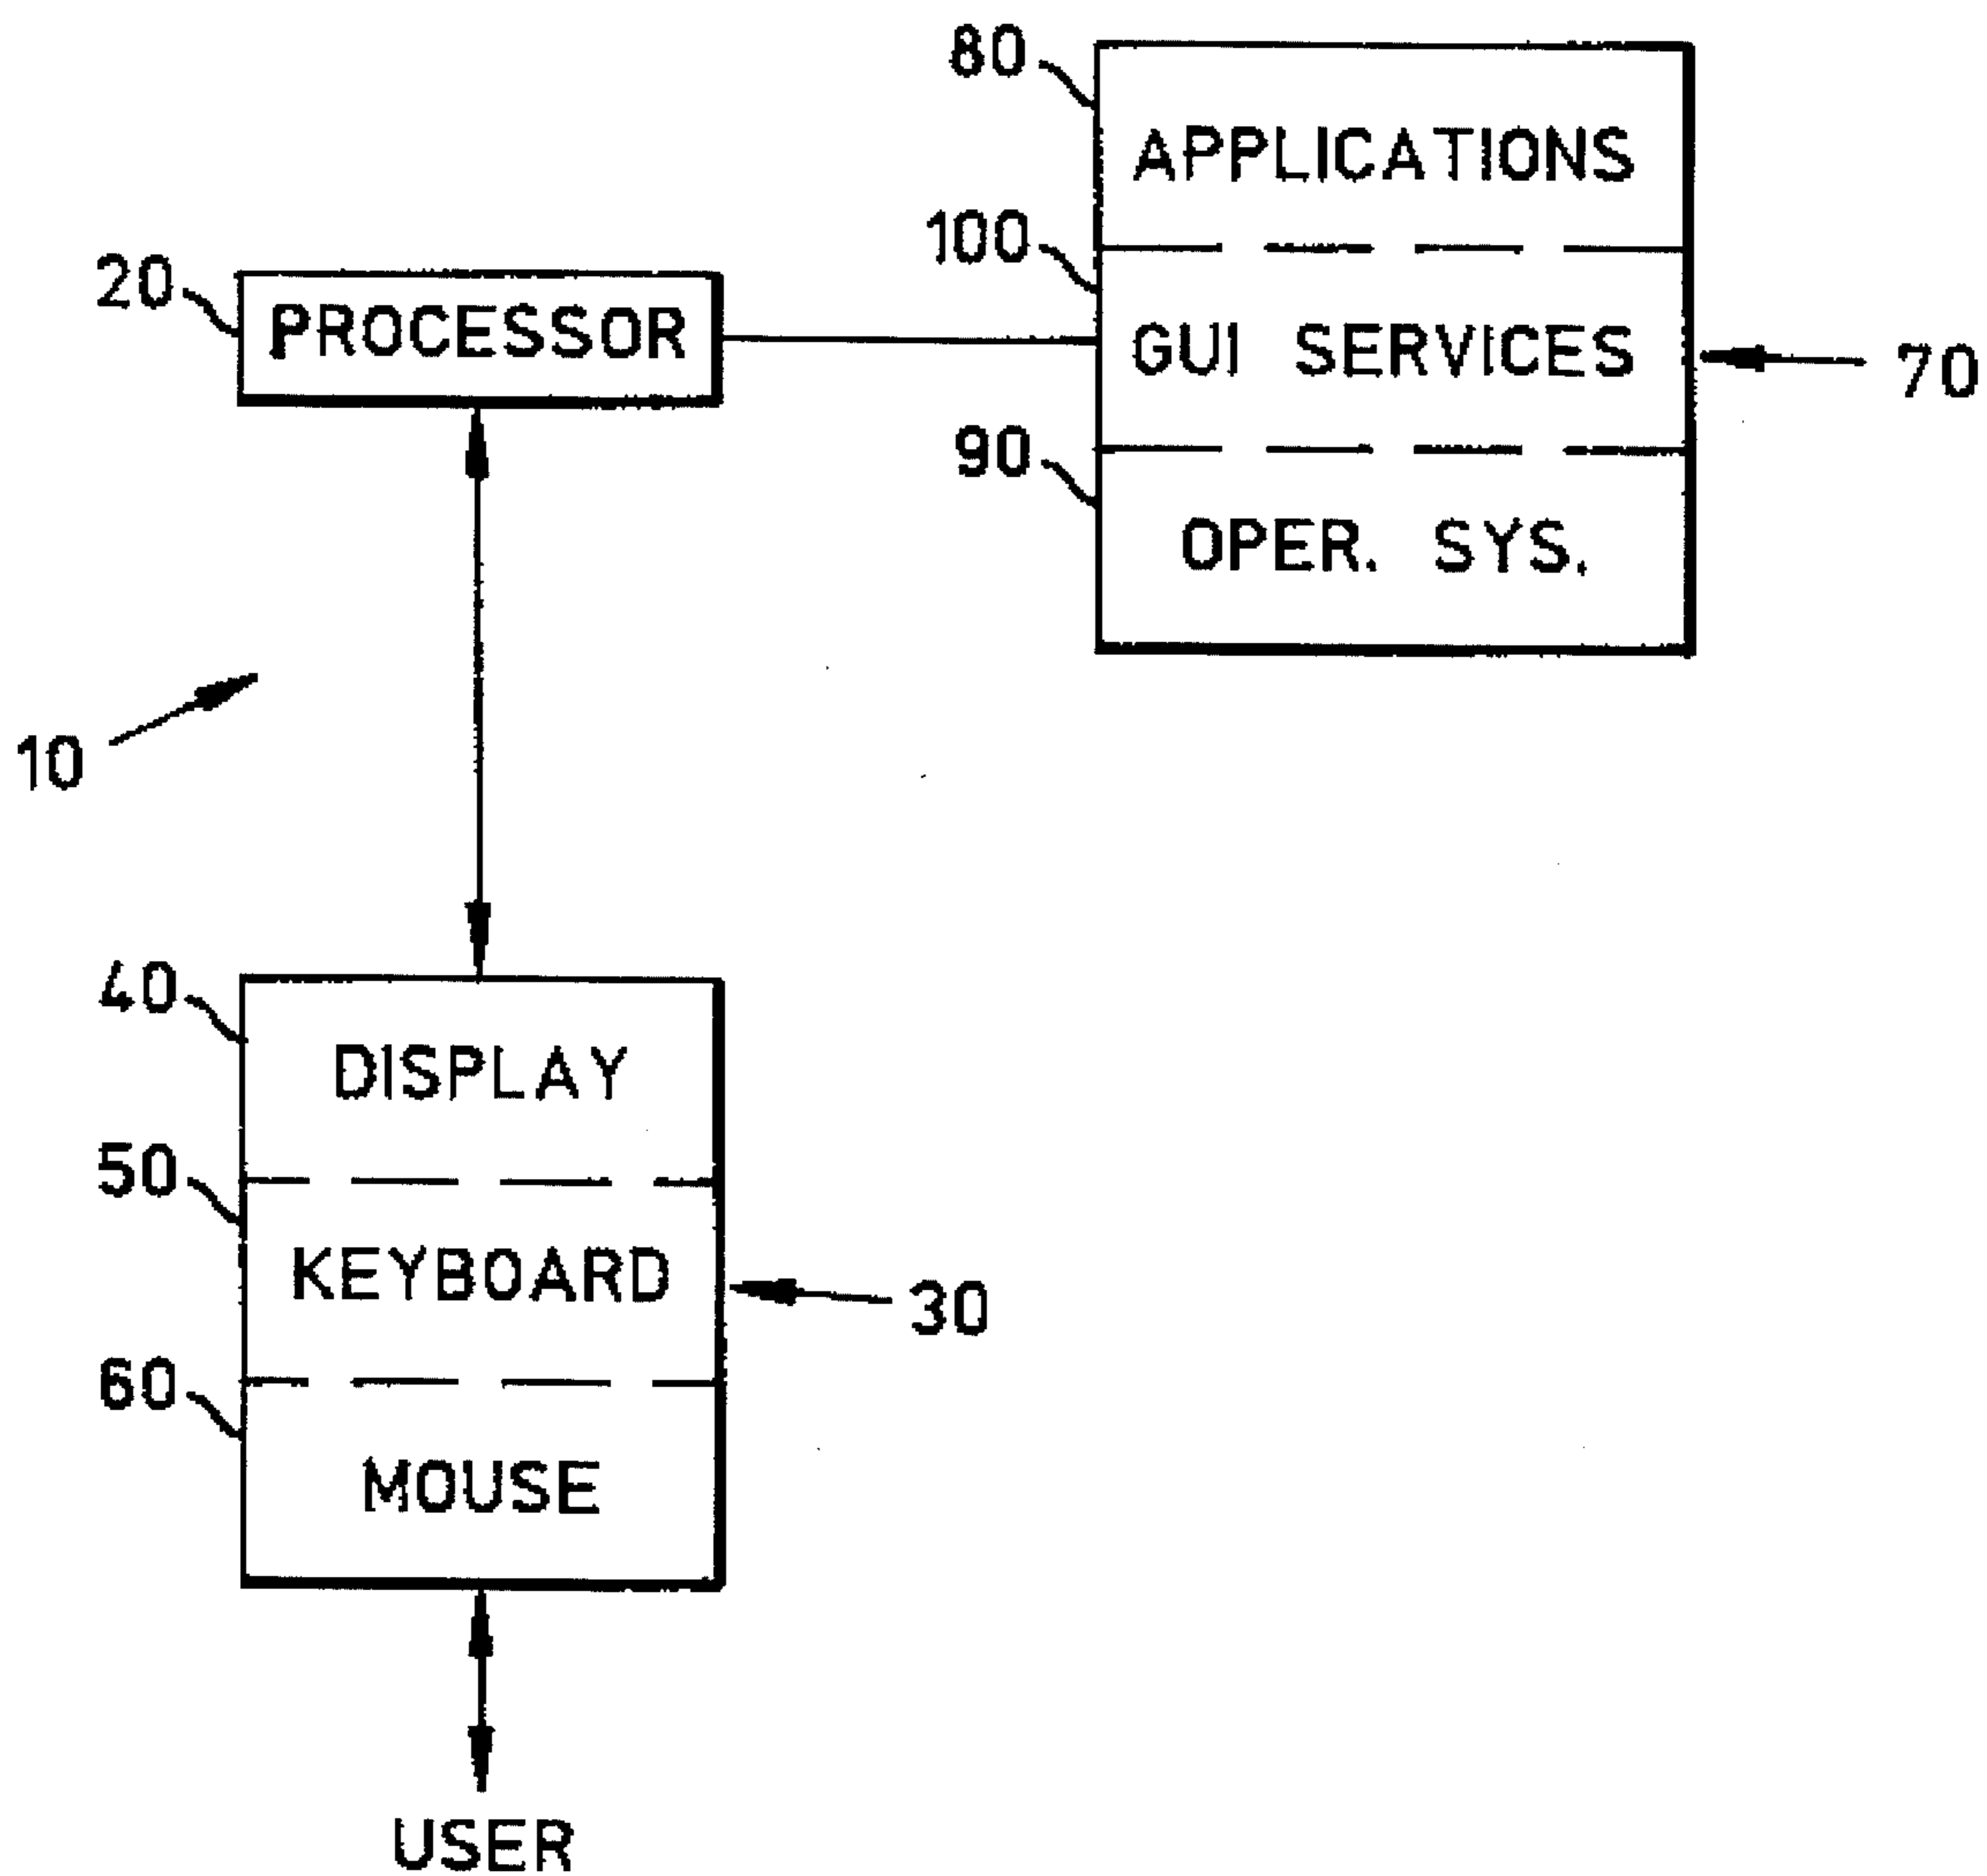 80
APPLICATIONS
100
20
PROCESSOR
GUI SERVICES
70
90
OPER. SYS.
10
40
DISPLAY
50
KEYBOARD
30
60
MOUSE
USER